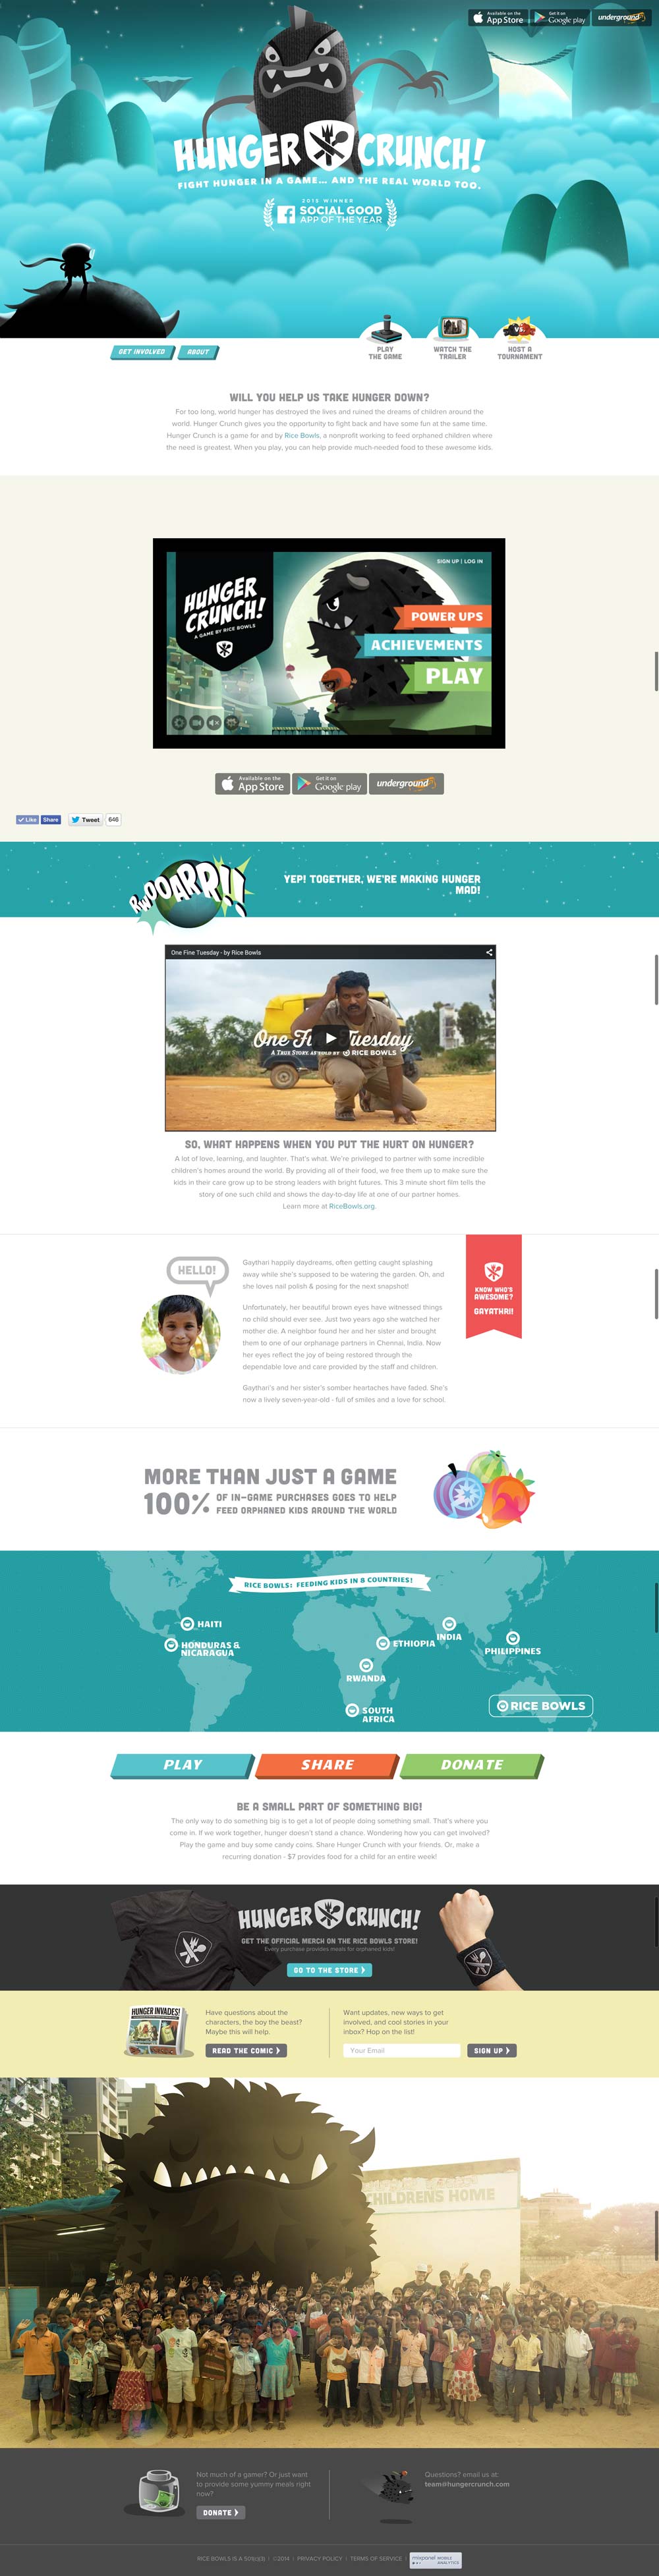 Available on the
App Store
Get it on
Google play
underground
HUNGER CRUNCH!
FIGHT HUNGER IN A GAME... AND THE REAL WORLD TOO.
2015 WINNER
SOCIAL GOOD
APP OF THE YEAR
GET INVOLVED
ABOUT
PLAY
THE GAME
WATCH THE
TRAILER
VS.
HOST A
TOURNAMENT
WILL YOU HELP US TAKE HUNGER DOWN?
For too long, world hunger has destroyed the lives and ruined the dreams of children around the
world. Hunger Crunch gives you the opportunity to fight back and have some fun at the same time.
Hunger Crunch is a game for and by Rice Bowls, a nonprofit working to feed orphaned children where
the need is greatest. When you play, you can help provide much-needed food to these awesome kids.
SIGN UP | LOG IN
HUNGER
CRUNCH!
A GAME BY RICE BOWLS
POWER UPS
ACHIEVEMENTS
PLAY
Available on the
App Store
Get it on
Google play
underground
Like
Share
Tweet
646
RWOOARR!!
YEP! TOGETHER, WE'RE MAKING HUNGER
MAD!
One Fine Tuesday - by Rice Bowls
One Fi Tuesday
A TRUE STORY AS TOLD BY RICE BOWLS
SO, WHAT HAPPENS WHEN YOU PUT THE HURT ON HUNGER?
A lot of love, learning, and laughter. That's what. We're privileged to partner with some incredible
children's homes around the world. By providing all of their food, we free them up to make sure the
kids in their care grow up to be strong leaders with bright futures. This 3 minute short film tells the
story of one such child and shows the day-to-day life at one of our partner homes.
Learn more at RiceBowls.org.
HELLO!
Gaythari happily daydreams, often getting caught splashing
away while she's supposed to be watering the garden. Oh, and
she loves nail polish & posing for the next snapshot!
Unfortunately, her beautiful brown eyes have witnessed things
no child should ever see. Just two years ago she watched her
mother die. A neighbor found her and her sister and brought
them to one of our orphanage partners in Chennai, India. Now
her eyes reflect the joy of being restored through the
dependable love and care provided by the staff and children.
Gaythari's and her sister's somber heartaches have faded. She's
now a lively seven-year-old - full of smiles and a love for school.
KNOW WHO'S
AWESOME?
GAYATHRI!
MORE THAN JUST A GAME
100% OF IN-GAME PURCHASES GOES TO HELP
FEED ORPHANED KIDS AROUND THE WORLD
RICE BOWLS: FEEDING KIDS IN 8 COUNTRIES!
HAITI
HONDURAS &
NICARAGUA
ETHIOPIA
INDIA
PHILIPPINES
RWANDA
SOUTH
AFRICA
RICE BOWLS
PLAY
SHARE
DONATE
BE A SMALL PART OF SOMETHING BIG!
The only way to do something big is to get a lot of people doing something small. That's where you
come in. If we work together, hunger doesn't stand a chance. Wondering how you can get involved?
Play the game and buy some candy coins. Share Hunger Crunch with your friends. Or, make a
recurring donation - $7 provides food for a child for an entire week!
HUNGER CRUNCH!
GET THE OFFICIAL MERCH ON THE RICE BOWLS STORE!
Every purchase provides meals for orphaned kids!
GO TO THE STORE
HUNGER INVADES!
Have questions about the
characters, the boy the beast?
Maybe this will help.
READ THE COMIC
Want updates, new ways to get
involved, and cool stories in your
inbox? Hop on the list!
Your Email
SIGN UP
CHILDRENS HOME
Not much of a gamer? Or just want
to provide some yummy meals right
now?
DONATE
Questions? email us at:
team@hungercrunch.com
RICE BOWLS IS A 501(c)(3) | ©2014 | PRIVACY POLICY | TERMS OF SERVICE |
mixpanel MOBILE
ANALYTICS